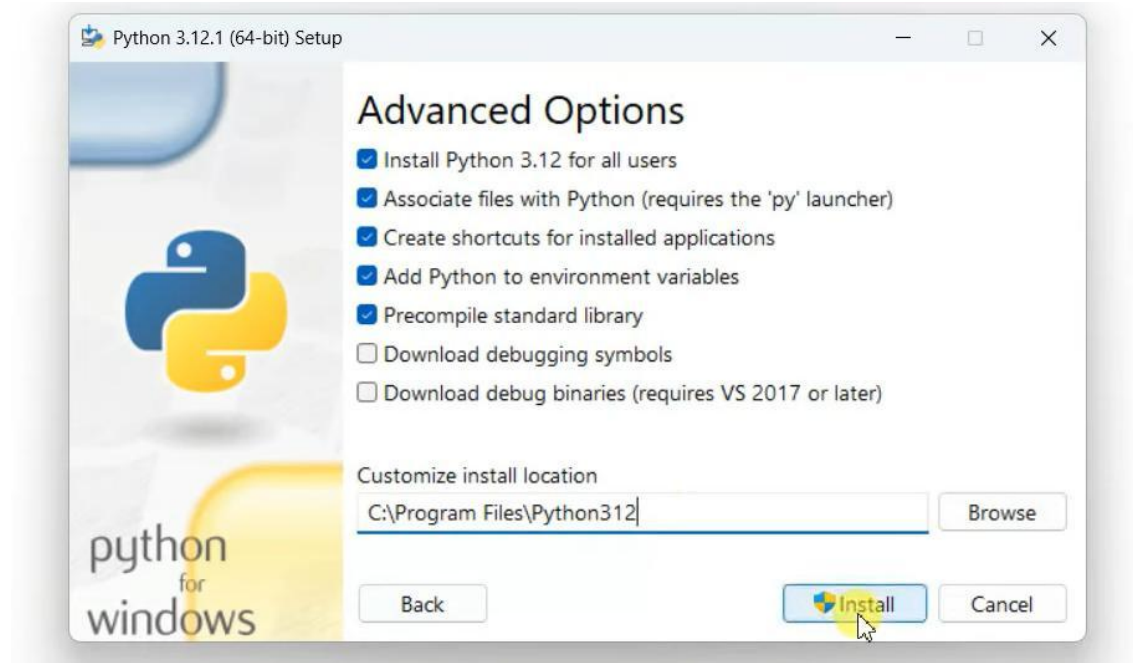 Python 3.12.1 (64-bit) Setup
Advanced Options
Install Python 3.12 for all users
Associate files with Python (requires the 'py' launcher)
Create shortcuts for installed applications
Add Python to environment variables
Precompile standard library
Download debugging symbols
Download debug binaries (requires VS 2017 or later)
Customize install location
C:\Program Files\Python312
Browse
python
for
windows
Back
Install
Cancel